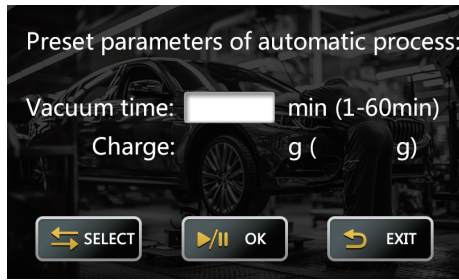 Preset parameters of automatic process:
Vacuum time: min (1-60min)
Charge: g ( g)
SELECT OK EXIT